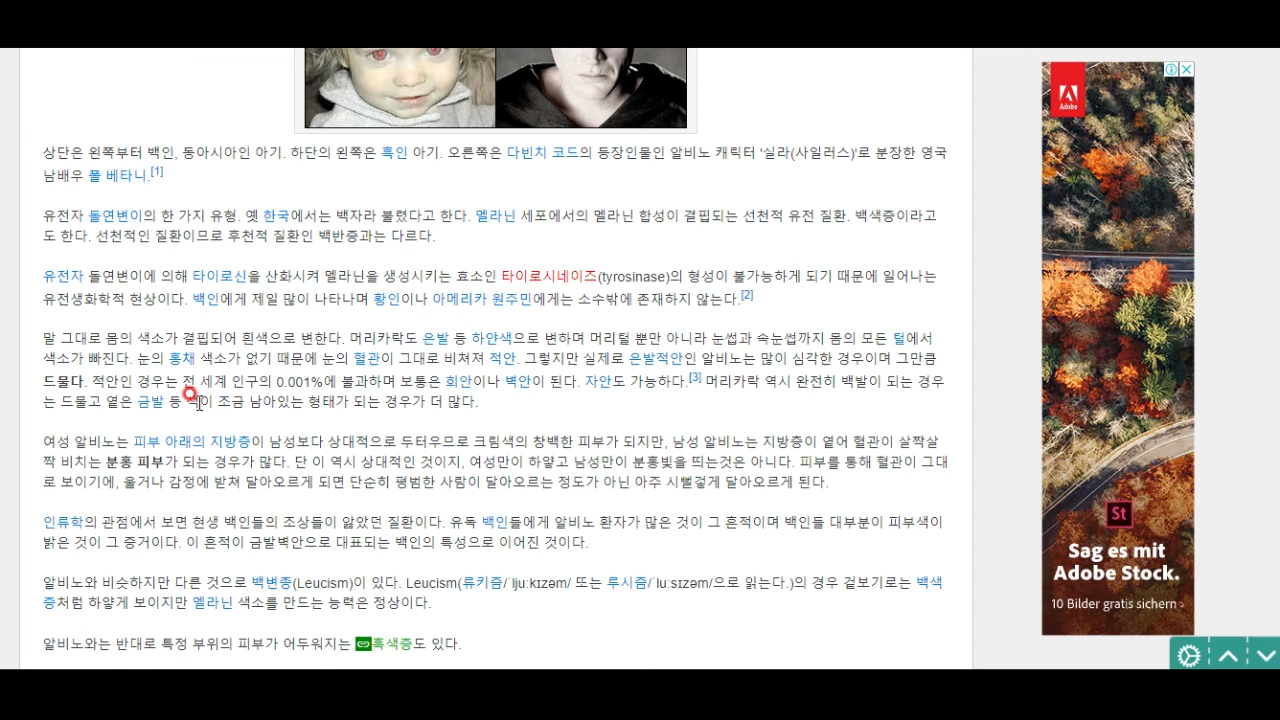 상단은 왼쪽부터 백인, 동아시아인 아기. 하단의 왼쪽은 흑인 아기. 오른쪽은 다빈치 코드의 등장인물인 알비노 캐릭터 '실라(사일러스)'로 분장한 영국
남배우 폴 베타니.[1]
유전자 돌연변이의 한 가지 유형. 옛 한국에서는 백자라 불렸다고 한다. 멜라닌 세포에서의 멜라닌 합성이 결핍되는 선천적 유전 질환. 백색증이라고
도 한다. 선천적인 질환이므로 후천적 질환인 백반증과는 다르다.
유전자 돌연변이에 의해 타이로신을 산화시켜 멜라닌을 생성시키는 효소인 타이로시네이즈(tyrosinase)의 형성이 불가능하게 되기 때문에 일어나는
유전생화학적 현상이다. 백인에게 제일 많이 나타나며 황인이나 아메리카 원주민에게는 소수밖에 존재하지 않는다.[2]
말 그대로 몸의 색소가 결핍되어 흰색으로 변한다. 머리카락도 은발 등 하얀색으로 변하며 머리털 뿐만 아니라 눈썹과 속눈썹까지 몸의 모든 털에서
색소가 빠진다. 눈의 홍채 색소가 없기 때문에 눈의 혈관이 그대로 비쳐져 적안. 그렇지만 실제로 은발적안인 알비노는 많이 심각한 경우이며 그만큼
드물다. 적안인 경우는 전 세계 인구의 0.001%에 불과하며 보통은 회안이나 벽안이 된다. 자안도 가능하다.[3] 머리카락 역시 완전히 백발이 되는 경우
는 드물고 옅은 금발 등 조금 남아있는 형태가 되는 경우가 더 많다.
여성 알비노는 피부 아래의 지방층이 남성보다 상대적으로 두터우므로 크림색의 창백한 피부가 되지만, 남성 알비노는 지방층이 옅어 혈관이 살짝살
짝 비치는 분홍 피부가 되는 경우가 많다. 단 이 역시 상대적인 것이지, 여성만이 하얗고 남성만이 분홍빛을 띄는것은 아니다. 피부를 통해 혈관이 그대
로 보이기에, 울거나 감정에 받쳐 달아오르게 되면 단순히 평범한 사람이 달아오르는 정도가 아닌 아주 시뻘겋게 달아오르게 된다.
인류학의 관점에서 보면 현생 백인들의 조상들이 앓았던 질환이다. 유독 백인들에게 알비노 환자가 많은 것이 그 흔적이며 백인들 대부분이 피부색이
밝은 것이 그 증거이다. 이 흔적이 금발벽안으로 대표되는 백인의 특성으로 이어진 것이다.
알비노와 비슷하지만 다른 것으로 백변종(Leucism)이 있다. Leucism(류키즘/ˈljuːkɪzəm/ 또는 루시즘/ˈluːsɪzəm/으로 읽는다.)의 경우 겉보기로는 백색
증처럼 하얗게 보이지만 멜라닌 색소를 만드는 능력은 정상이다.
알비노와는 반대로 특정 부위의 피부가 어두워지는 흑색증도 있다.
Adobe
St
Sag es mit
Adobe Stock.
10 Bilder gratis sichern ›